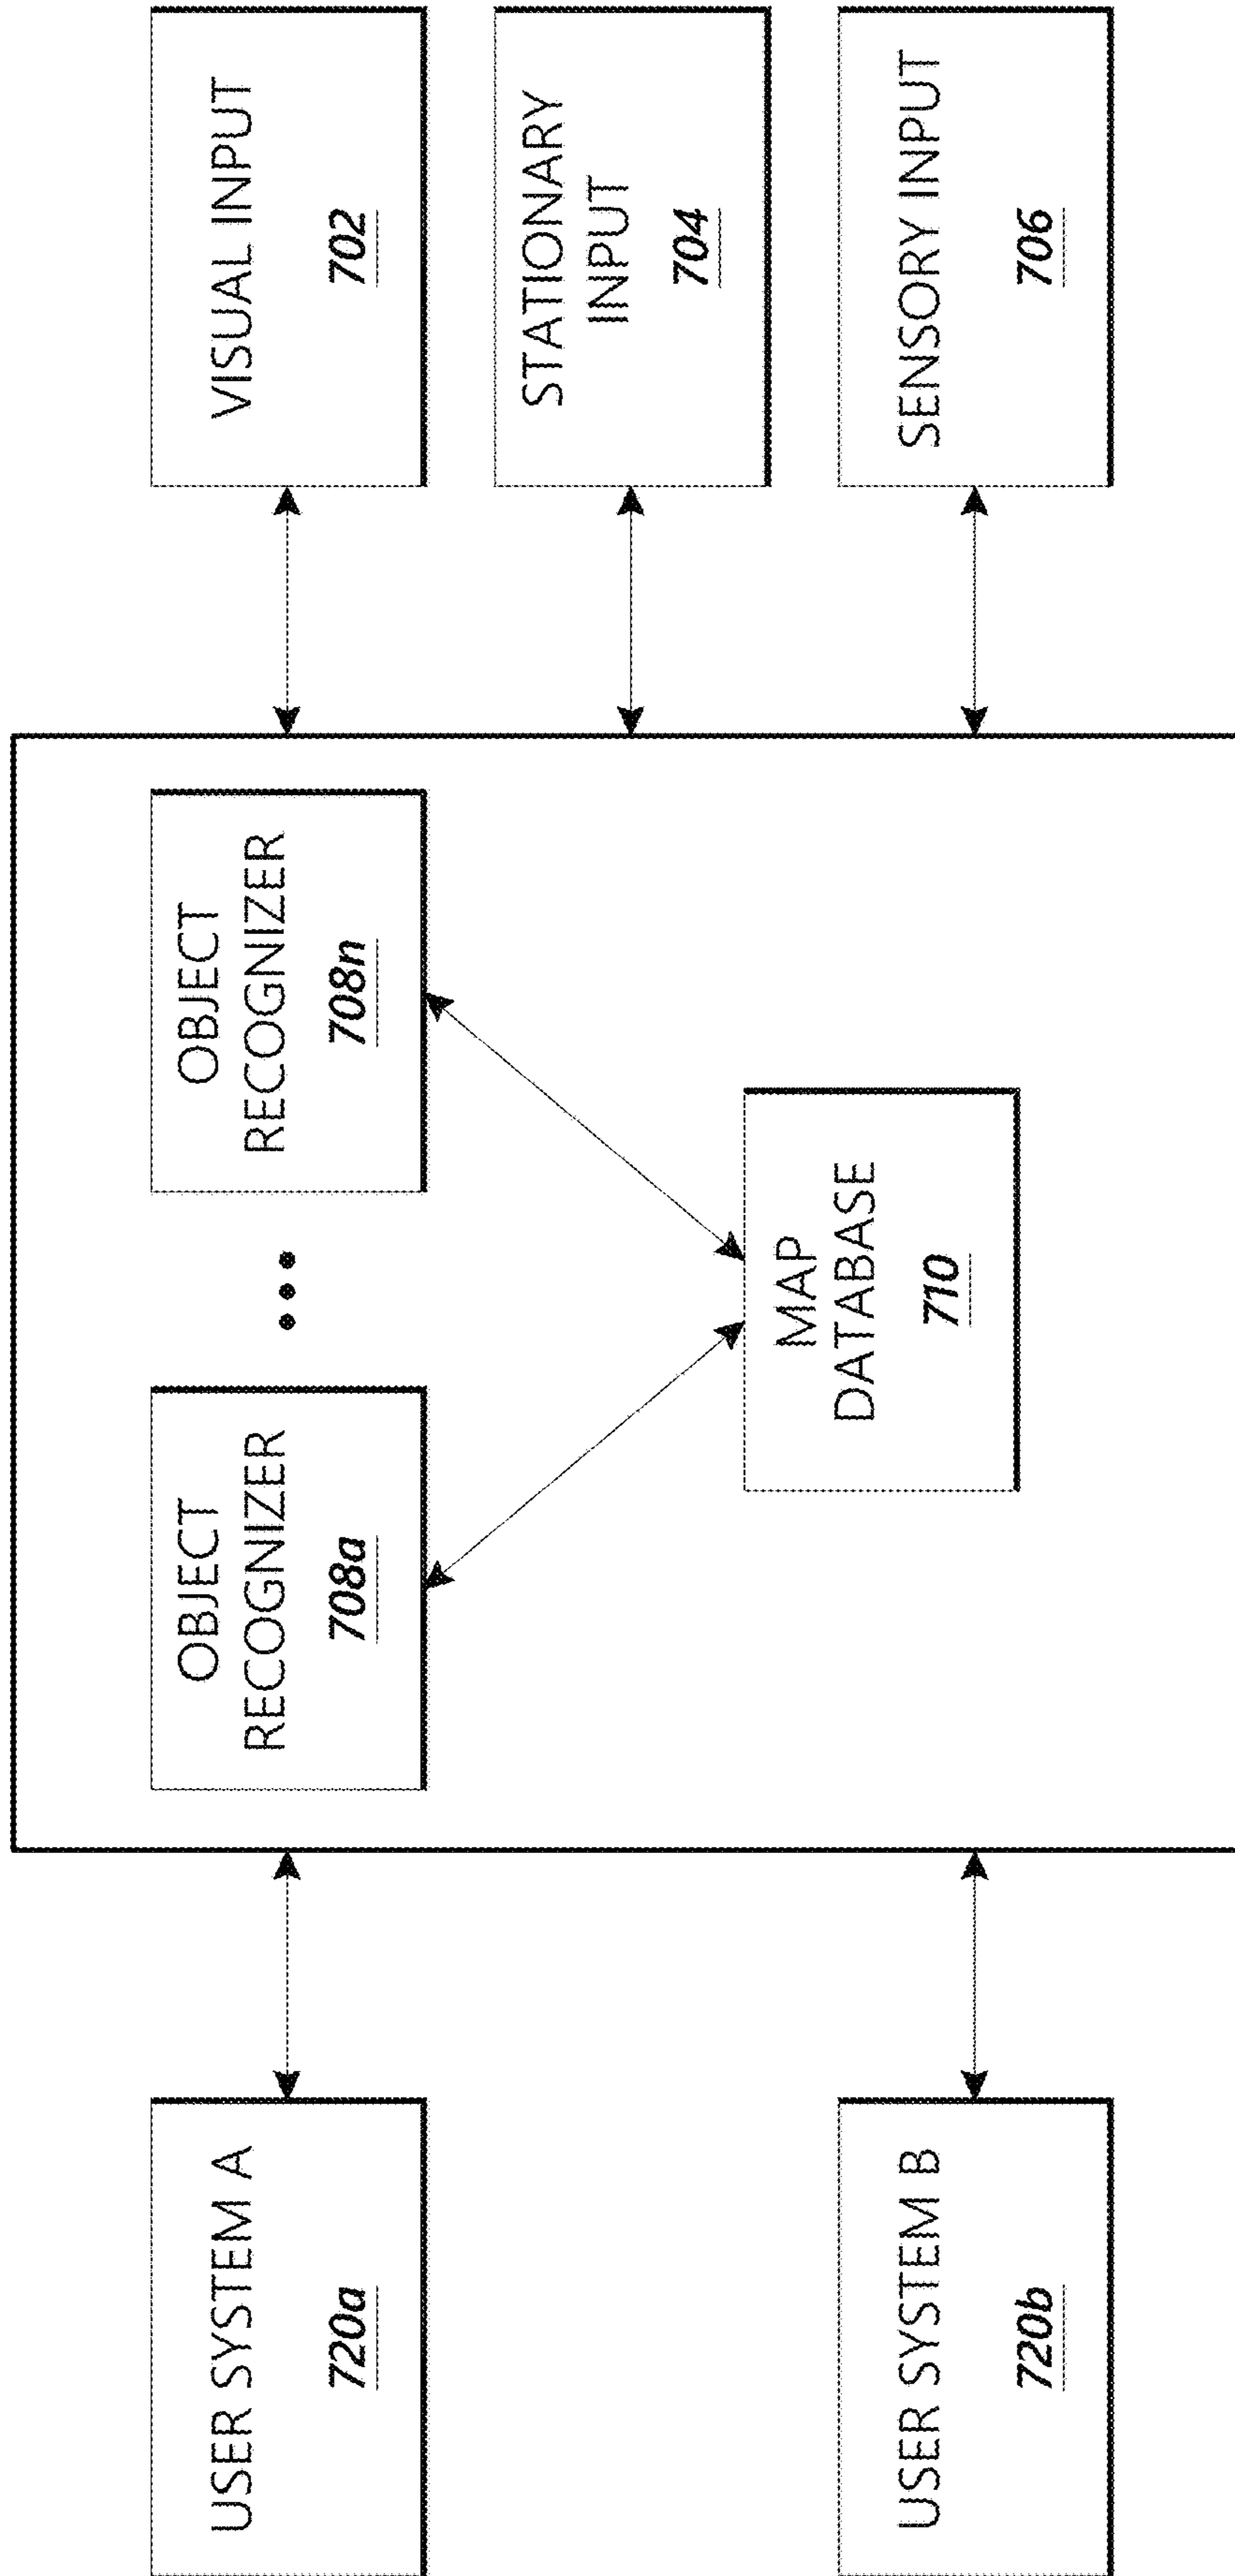 USER SYSTEM A
720a
USER SYSTEM B
720b
OBJECT
RECOGNIZER
708a
OBJECT
RECOGNIZER
708n
MAP
DATABASE
710
VISUAL INPUT
702
STATIONARY
INPUT
704
SENSORY INPUT
706